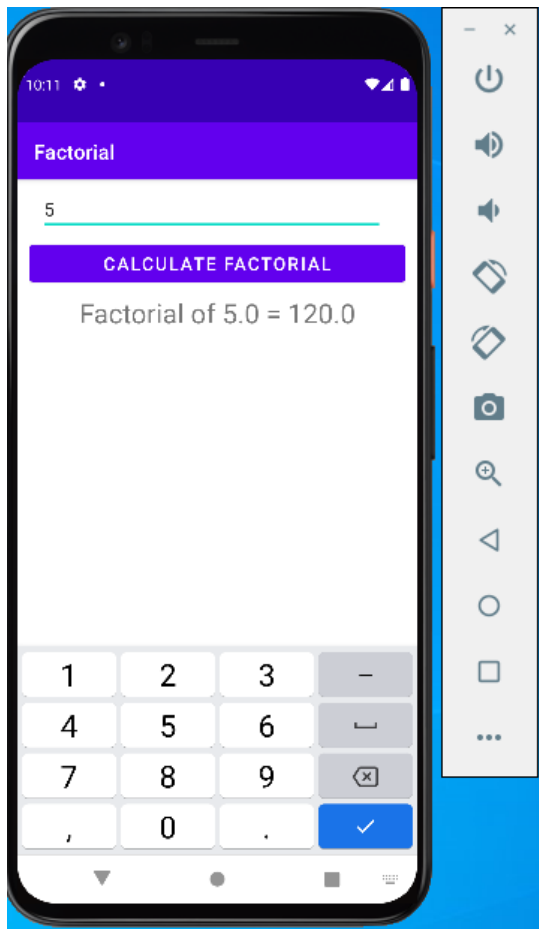 10:11
Factorial
5
CALCULATE FACTORIAL
Factorial of 5.0 = 120.0
1 2 3 –
4 5 6
7 8 9
, 0 .